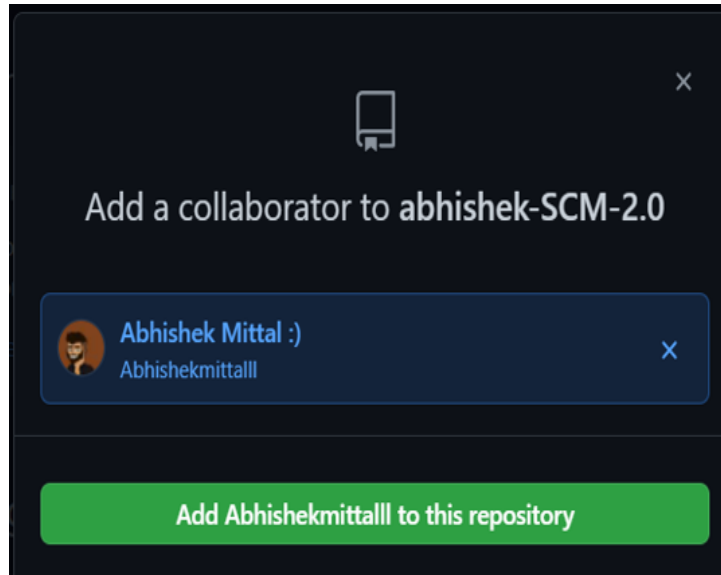 Add a collaborator to abhishek-SCM-2.0
Abhishek Mittal :)
Abhishekmittalll
Add Abhishekmittalll to this repository